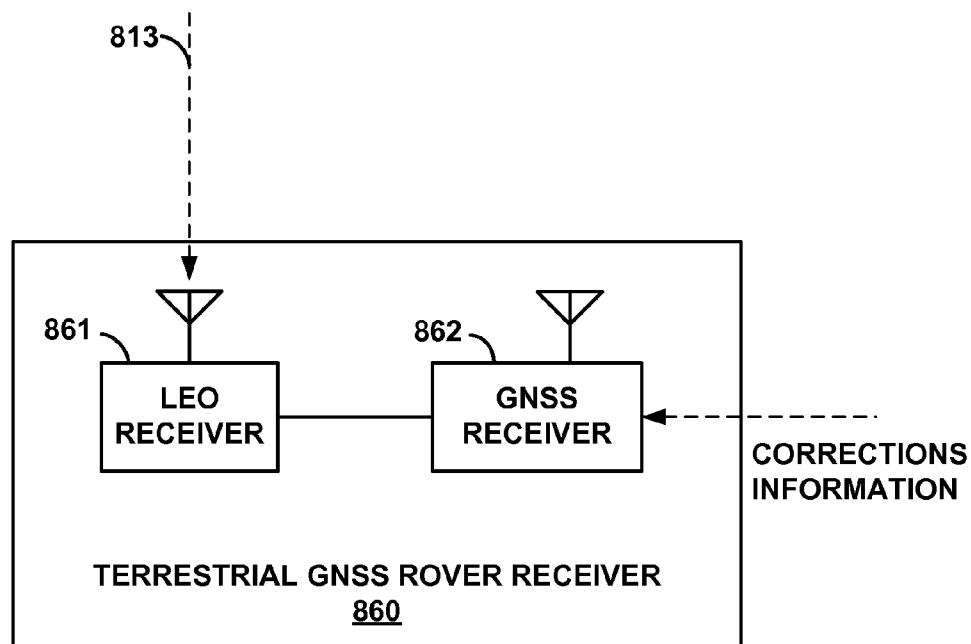 813
861
862
LEO
RECEIVER
GNSS
RECEIVER
CORRECTIONS
INFORMATION
TERRESTRIAL GNSS ROVER RECEIVER
860